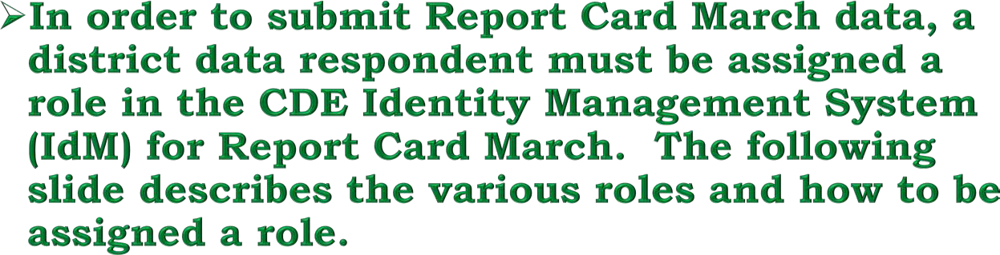 ➢In order to submit Report Card March data, a
district data respondent must be assigned a
role in the CDE Identity Management System
(IdM) for Report Card March.  The following
slide describes the various roles and how to be
assigned a role.